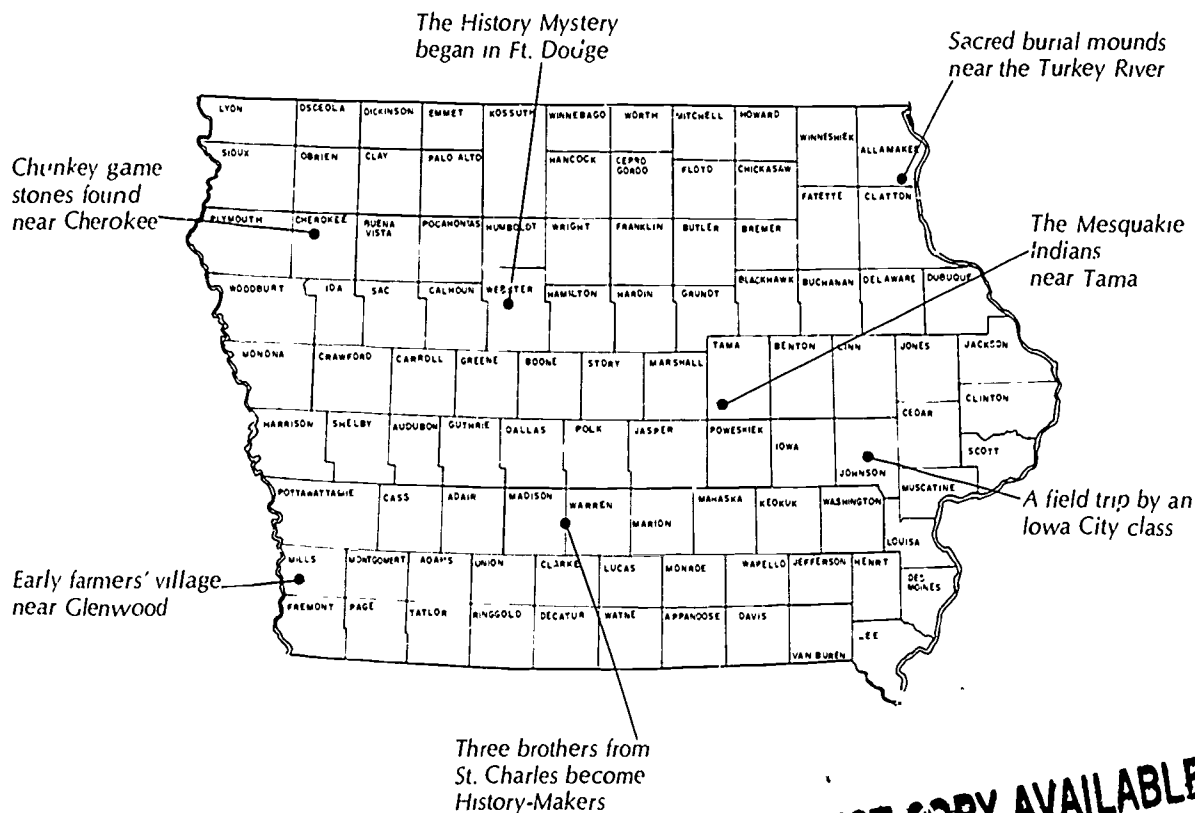 The History Mystery
began in Ft. Dodge
Sacred burial mounds
near the Turkey River
Chunkey game
stones found
near Cherokee
The Mesquakie
Indians
near Tama
A field trip by an
Iowa City class
Early farmers' village
near Glenwood
Three brothers from
St. Charles become
History-Makers
LYON OSCEOLA DICKINSON EMMET KOSSUTH WINNEBAGO WORTH MITCHELL HOWARD WINNESHIEK ALLAMAKEE
SIOUX OBRIEN CLAY PALO ALTO HANCOCK CERRO GORDO FLOYD CHICKASAW FAYETTE CLAYTON
PLYMOUTH CHEROKEE BUENA VISTA POCAHONTAS HUMBOLDT WRIGHT FRANKLIN BUTLER BREMER
WOODBURY IDA SAC CALHOUN WEBSTER HAMILTON HARDIN GRUNDY BLACKHAWK BUCHANAN DELAWARE DUBUQUE
MONONA CRAWFORD CARROLL GREENE BOONE STORY MARSHALL TAMA BENTON LINN JONES JACKSON
CLINTON
CEDAR
HARRISON SHELBY AUDUBON GUTHRIE DALLAS POLK JASPER POWESKIEK IOWA JOHNSON SCOTT
MUSCATINE
POTTAWATTAMIE CASS ADAIR MADISON WARREN MARION MAHASKA KEOKUK WASHINGTON LOUISA
MILLS MONTGOMERY ADAMS UNION CLARKE LUCAS MONROE WAPELLO JEFFERSON HENRY DES MOINES
FREMONT PAGE TAYLOR RINGGOLD DECATUR WAYNE APPANOOSE DAVIS VAN BUREN LEE
COPY AVAILABLE